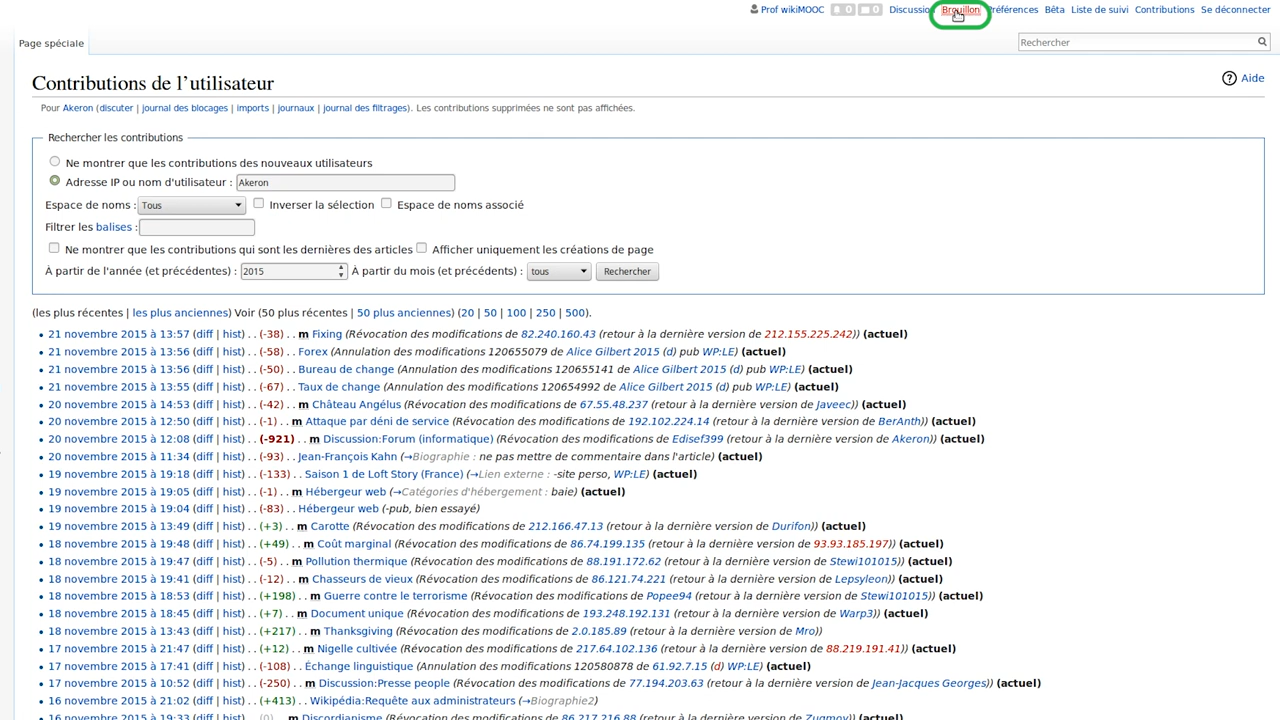 Prof wikiMOOC 0 0 Discussion Brouillon Préférences Bêta Liste de suivi Contributions Se déconnecter
Page spéciale
Rechercher
Contributions de l’utilisateur
Aide
Pour Akeron (discuter | journal des blocages | imports | journaux | journal des filtrages). Les contributions supprimées ne sont pas affichées.
Rechercher les contributions
Ne montrer que les contributions des nouveaux utilisateurs
Adresse IP ou nom d'utilisateur : Akeron
Espace de noms : Tous Inverser la sélection Espace de noms associé
Filtrer les balises :
Ne montrer que les contributions qui sont les dernières des articles Afficher uniquement les créations de page
À partir de l'année (et précédentes) : 2015 À partir du mois (et précédents) : tous Rechercher
(les plus récentes | les plus anciennes) Voir (50 plus récentes | 50 plus anciennes) (20 | 50 | 100 | 250 | 500).
21 novembre 2015 à 13:57 (diff | hist) . . (-38) . . m Fixing (Révocation des modifications de 82.240.160.43 (retour à la dernière version de 212.155.225.242)) (actuel)
21 novembre 2015 à 13:56 (diff | hist) . . (-58) . . Forex (Annulation des modifications 120655079 de Alice Gilbert 2015 (d) pub WP:LE) (actuel)
21 novembre 2015 à 13:56 (diff | hist) . . (-50) . . Bureau de change (Annulation des modifications 120655141 de Alice Gilbert 2015 (d) pub WP:LE) (actuel)
21 novembre 2015 à 13:55 (diff | hist) . . (-67) . . Taux de change (Annulation des modifications 120654992 de Alice Gilbert 2015 (d) pub WP:LE) (actuel)
20 novembre 2015 à 14:53 (diff | hist) . . (-42) . . m Château Angélus (Révocation des modifications de 67.55.48.237 (retour à la dernière version de Javeec)) (actuel)
20 novembre 2015 à 12:50 (diff | hist) . . (-1) . . m Attaque par déni de service (Révocation des modifications de 192.102.224.14 (retour à la dernière version de BerAnth) (actuel)
20 novembre 2015 à 12:08 (diff | hist) . . (-921) . . m Discussion:Forum (informatique) (Révocation des modifications de Edisef399 (retour à la dernière version de Akeron)) (actuel)
20 novembre 2015 à 11:34 (diff | hist) . . (-93) . . Jean-François Kahn (→Biographie : ne pas mettre de commentaire dans l'article) (actuel)
19 novembre 2015 à 19:18 (diff | hist) . . (-133) . . Saison 1 de Loft Story (France) (→Lien externe : -site perso, WP:LE) (actuel)
19 novembre 2015 à 19:05 (diff | hist) . . (-1) . . m Hébergeur web (→Catégories d'hébergement : baie) (actuel)
19 novembre 2015 à 19:04 (diff | hist) . . (-83) . . Hébergeur web (-pub, bien essayé)
19 novembre 2015 à 13:49 (diff | hist) . . (+3) . . m Carotte (Révocation des modifications de 212.166.47.13 (retour à la dernière version de Durifon)) (actuel)
18 novembre 2015 à 19:48 (diff | hist) . . (+49) . . m Coût marginal (Révocation des modifications de 86.74.199.135 (retour à la dernière version de 93.93.185.197)) (actuel)
18 novembre 2015 à 19:47 (diff | hist) . . (-5) . . m Pollution thermique (Révocation des modifications de 88.191.172.62 (retour à la dernière version de Stewi101015)) (actuel)
18 novembre 2015 à 19:41 (diff | hist) . . (-12) . . m Chasseurs de vieux (Révocation des modifications de 86.121.74.221 (retour à la dernière version de Lepsyleon)) (actuel)
18 novembre 2015 à 18:53 (diff | hist) . . (+198) . . m Guerre contre le terrorisme (Révocation des modifications de Popee94 (retour à la dernière version de Stewi101015)) (actuel)
18 novembre 2015 à 18:45 (diff | hist) . . (+7) . . m Document unique (Révocation des modifications de 193.248.192.131 (retour à la dernière version de Warp3)) (actuel)
18 novembre 2015 à 13:43 (diff | hist) . . (+217) . . m Thanksgiving (Révocation des modifications de 2.0.185.89 (retour à la dernière version de Mro))
17 novembre 2015 à 21:47 (diff | hist) . . (+12) . . m Nigelle cultivée (Révocation des modifications de 217.64.102.136 (retour à la dernière version de 88.219.191.41)) (actuel)
17 novembre 2015 à 17:41 (diff | hist) . . (-108) . . Échange linguistique (Annulation des modifications 120580878 de 61.92.7.15 (d) WP:LE) (actuel)
17 novembre 2015 à 10:52 (diff | hist) . . (-250) . . m Discussion:Presse people (Révocation des modifications de 77.194.203.63 (retour à la dernière version de Jean-Jacques Georges)) (actuel)
16 novembre 2015 à 21:02 (diff | hist) . . (+413) . . Wikipédia:Requête aux administrateurs (→Biographie2)
16 novembre 2015 à 19:33 (diff | hist) . . (0) . . m Discordianisme (Révocation des modifications de 86.217.216.88 (retour à la dernière version de Zugmoy)) (actuel)